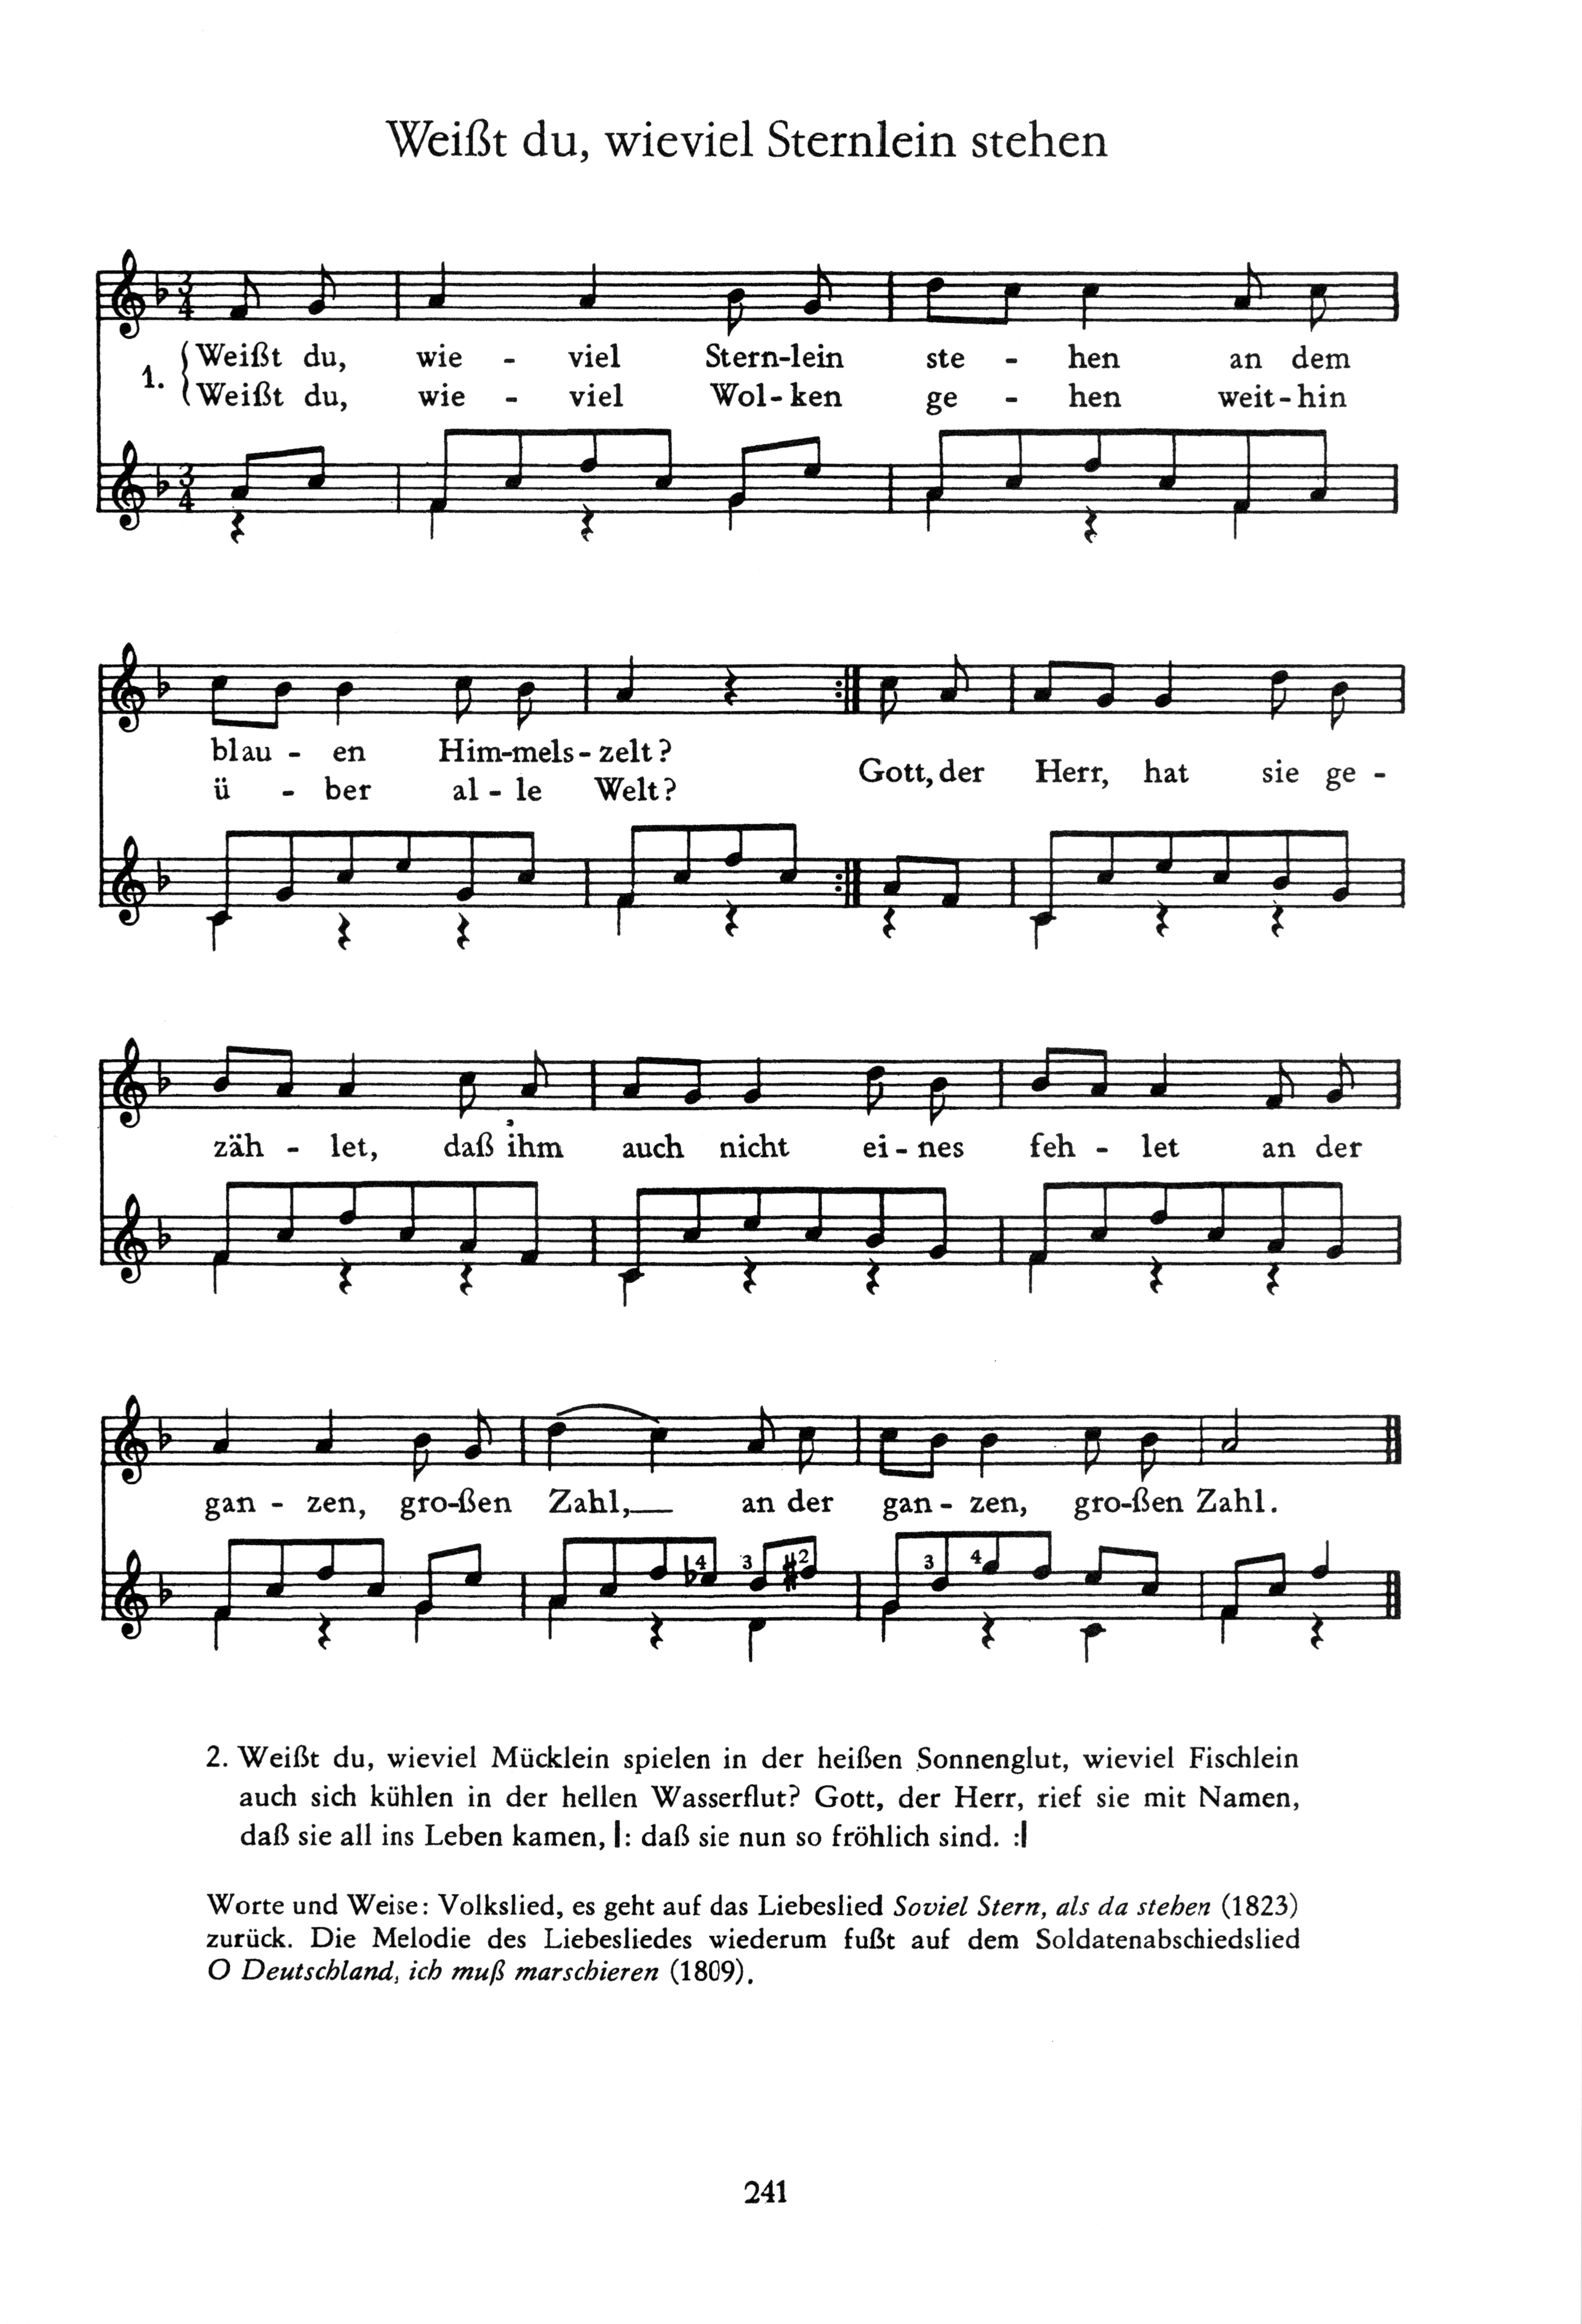 Weißt du, wieviel Sternlein stehen
3 4
1. Weißt du, wie - viel Stern-lein ste - hen an dem
Weißt du, wie - viel Wol-ken ge - hen weit-hin
3 4
blau - en Him-mels-zelt?
ü - ber al - le Welt?
Gott, der Herr, hat sie ge -
zäh - let, daß ihm auch nicht ei - nes feh - let an der
gan - zen, gro-ßen Zahl, an der gan - zen, gro-ßen Zahl.
4 3 2 3 4
2. Weißt du, wieviel Mücklein spielen in der heißen Sonnenglut, wieviel Fischlein
auch sich kühlen in der hellen Wasserflut? Gott, der Herr, rief sie mit Namen,
daß sie all ins Leben kamen, |: daß sie nun so fröhlich sind. :|
Worte und Weise: Volkslied, es geht auf das Liebeslied Soviel Stern, als da stehen (1823)
zurück. Die Melodie des Liebesliedes wiederum fußt auf dem Soldatenabschiedslied
O Deutschland, ich muß marschieren (1809).
241